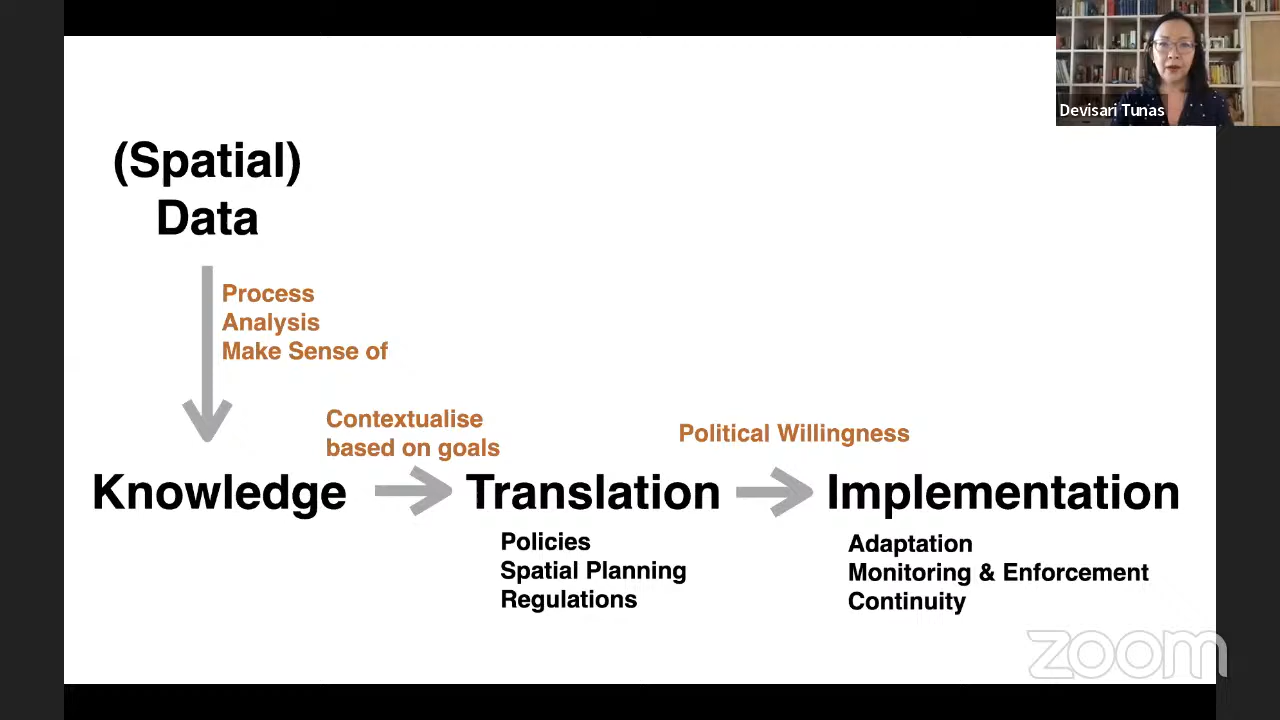 Devisari Tunas
(Spatial)
Data
Process
Analysis
Make Sense of
Contextualise
based on goals
Political Willingness
Knowledge
Translation
Implementation
Policies
Spatial Planning
Regulations
Adaptation
Monitoring & Enforcement
Continuity
zoom